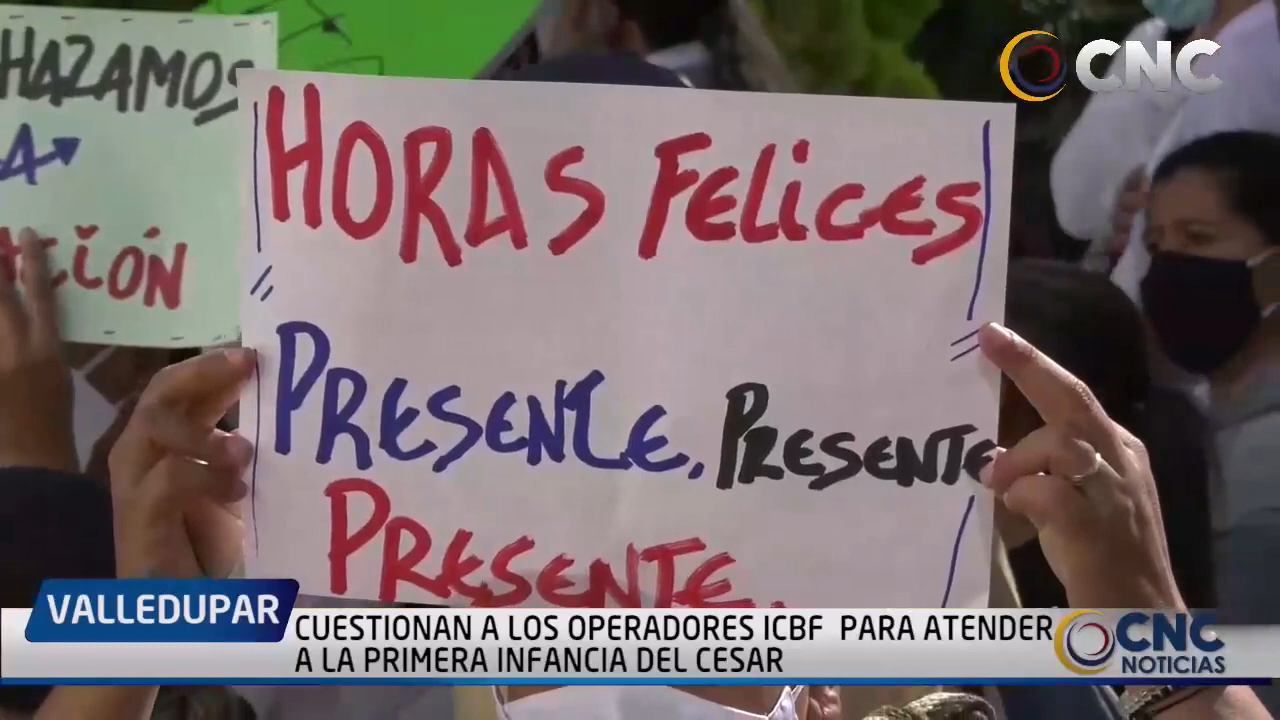 CNC
HAZAMOS
A
CIÓN
HORAS FELICES
PRESENTE, PRESENTE
PRESENTE.
VALLEDUPAR
CUESTIONAN A LOS OPERADORES ICBF PARA ATENDER
A LA PRIMERA INFANCIA DEL CESAR
CNC
NOTICIAS